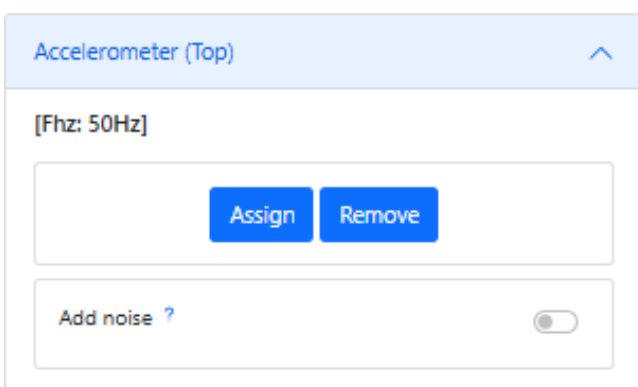 Accelerometer (Top)
[Fhz: 50Hz]
Assign Remove
Add noise ?